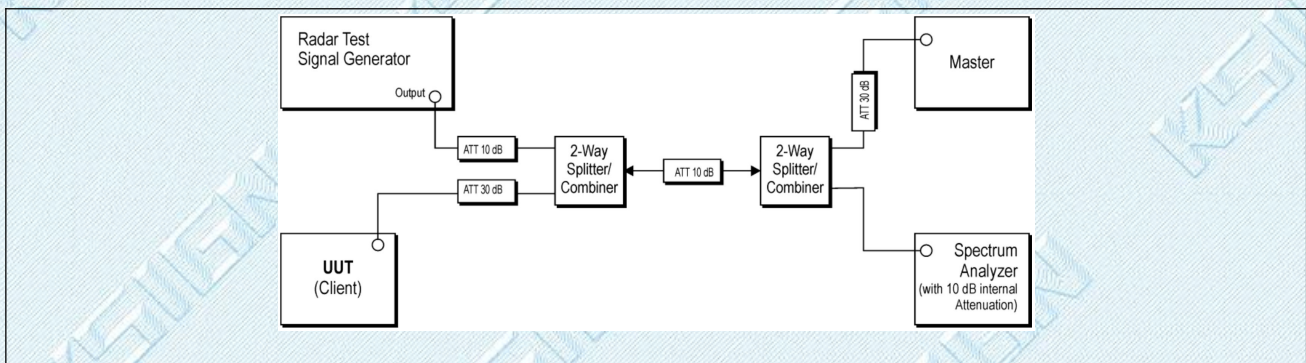 Radar Test
Signal Generator
Output
ATT 10 dB
2-Way
Splitter/
Combiner
ATT 30 dB
UUT
(Client)
ATT 10 dB
2-Way
Splitter/
Combiner
ATT 30 dB
Master
Spectrum
Analyzer
(with 10 dB internal
Attenuation)
KSIGN